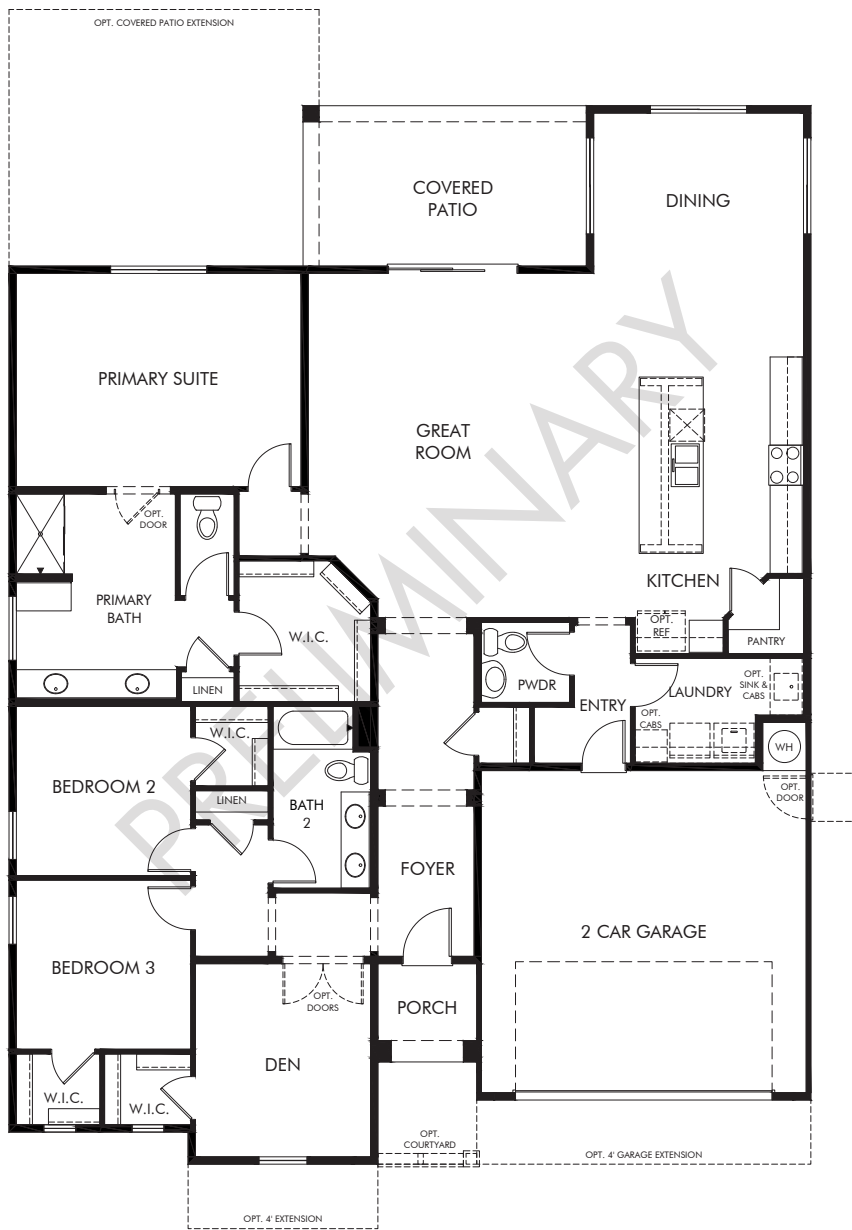 OPT. COVERED PATIO EXTENSION
COVERED
PATIO
DINING
PRIMARY SUITE
GREAT
ROOM
OPT.
DOOR
PRIMARY
BATH
W.I.C.
LINEN
KITCHEN
OPT.
REF
PANTRY
PWDR
ENTRY
LAUNDRY
OPT.
SINK &
CABS
OPT.
CABS
WH
OPT.
DOOR
W.I.C.
BEDROOM 2
LINEN
BATH
2
FOYER
2 CAR GARAGE
BEDROOM 3
OPT.
DOORS
PORCH
DEN
W.I.C.
W.I.C.
OPT.
COURTYARD
OPT. 4' GARAGE EXTENSION
OPT. 4' EXTENSION
PRELIMINARY